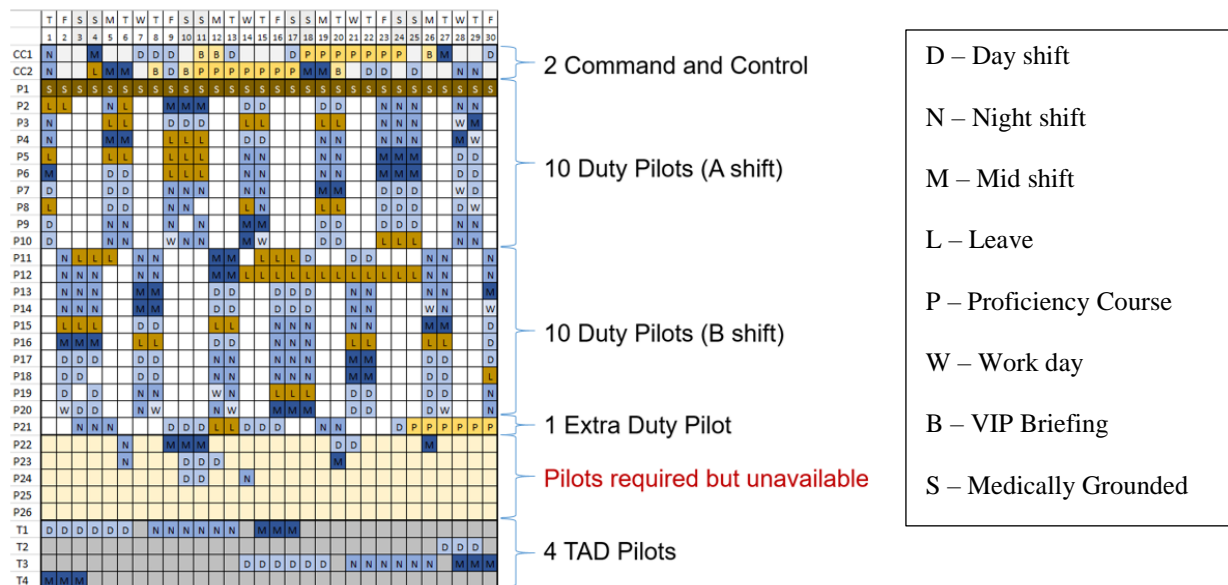 T F S S M T W T F S S M T W T F S S M T W T F S S M T W T F
1 2 3 4 5 6 7 8 9 10 11 12 13 14 15 16 17 18 19 20 21 22 23 24 25 26 27 28 29 30
CC1 N M D D D B B D D P P P P P P P B M D
CC2 N L M M B D B P P P P P P P M M B D D D N N
P1 S S S S S S S S S S S S S S S S S S S S S S S S S S S S S S
P2 L L N L M M M D D D D N N N N N
P3 N L L D D D L L L L N N N W M
P4 N M M L L L D D N N N N N M W
P5 L L L L L L N N N N M M M D D
P6 M D D L L L N N N N M M M D D
P7 D D D N N N N N M M D D D W D
P8 L D D N N L N L L D D D D W
P9 D N N N N M M D D D D D N N
P10 D N N W N N M W D D L L L N N
P11 N L L L N N M M L L L D D D N N N
P12 N N N N N M M L L L L L L L L L L L L N N N
P13 N N N M M D D D D D N N N N M
P14 N N N M M D D D D D N N W N W
P15 L L L D D L L N N N N N M M D
P16 M M M L L D D N N N L L L L D
P17 D D D D D N N N N N M M D D D
P18 D D D D N N N N N M M D D L
P19 D D N N W N L L L D D D D N
P20 W D D N W N W M M M D D D W N
P21 N N N D D D L L D D D N N D P P P P P P
P22 N M M M D D M
P23 N D D D M
P24 D D N
P25
P26
T1 D D D D D D N N N N N N M M M
T2 D D D
T3 D D D D D D N N N N N N M M M
T4 M M M
2 Command and Control
10 Duty Pilots (A shift)
10 Duty Pilots (B shift)
1 Extra Duty Pilot
Pilots required but unavailable
4 TAD Pilots
D – Day shift
N – Night shift
M – Mid shift
L – Leave
P – Proficiency Course
W – Work day
B – VIP Briefing
S – Medically Grounded